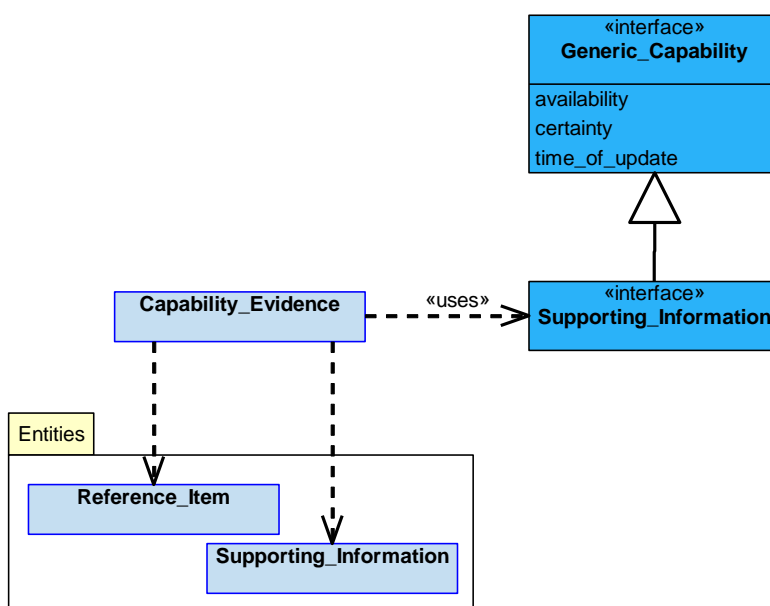 «interface»
Generic_Capability
availability
certainty
time_of_update
«interface»
Supporting_Information
«uses»
Capability_Evidence
Entities
Reference_Item
Supporting_Information